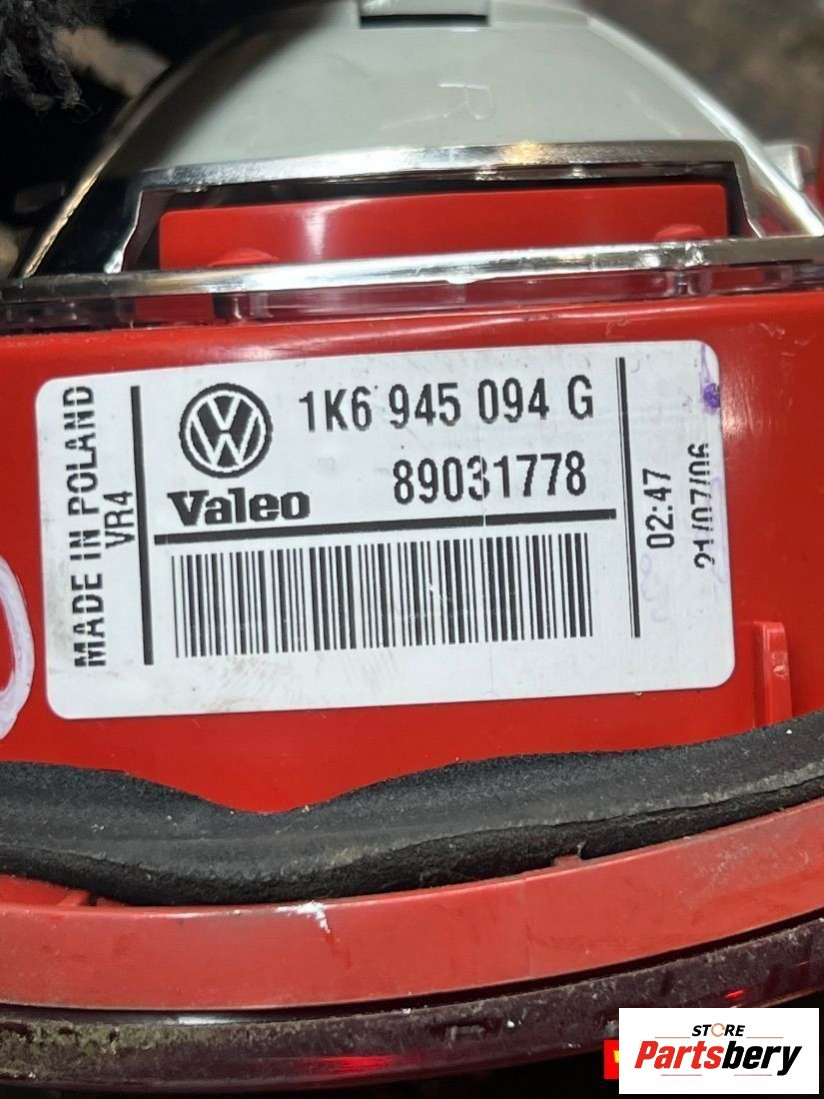 MADE IN POLAND
VR4
1K6 945 094 G
Valeo
89031778
02:47
21/07/06
STORE
Partsbery